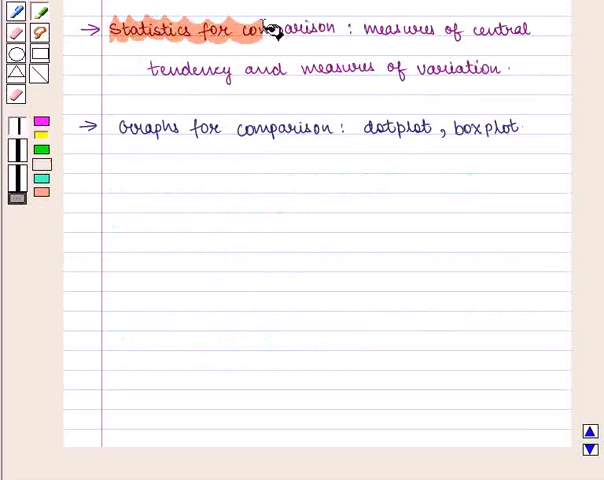 → Statistics for comparison : measures of central
tendency and measures of variation.
→ Graphs for comparison : dotplot, boxplot.